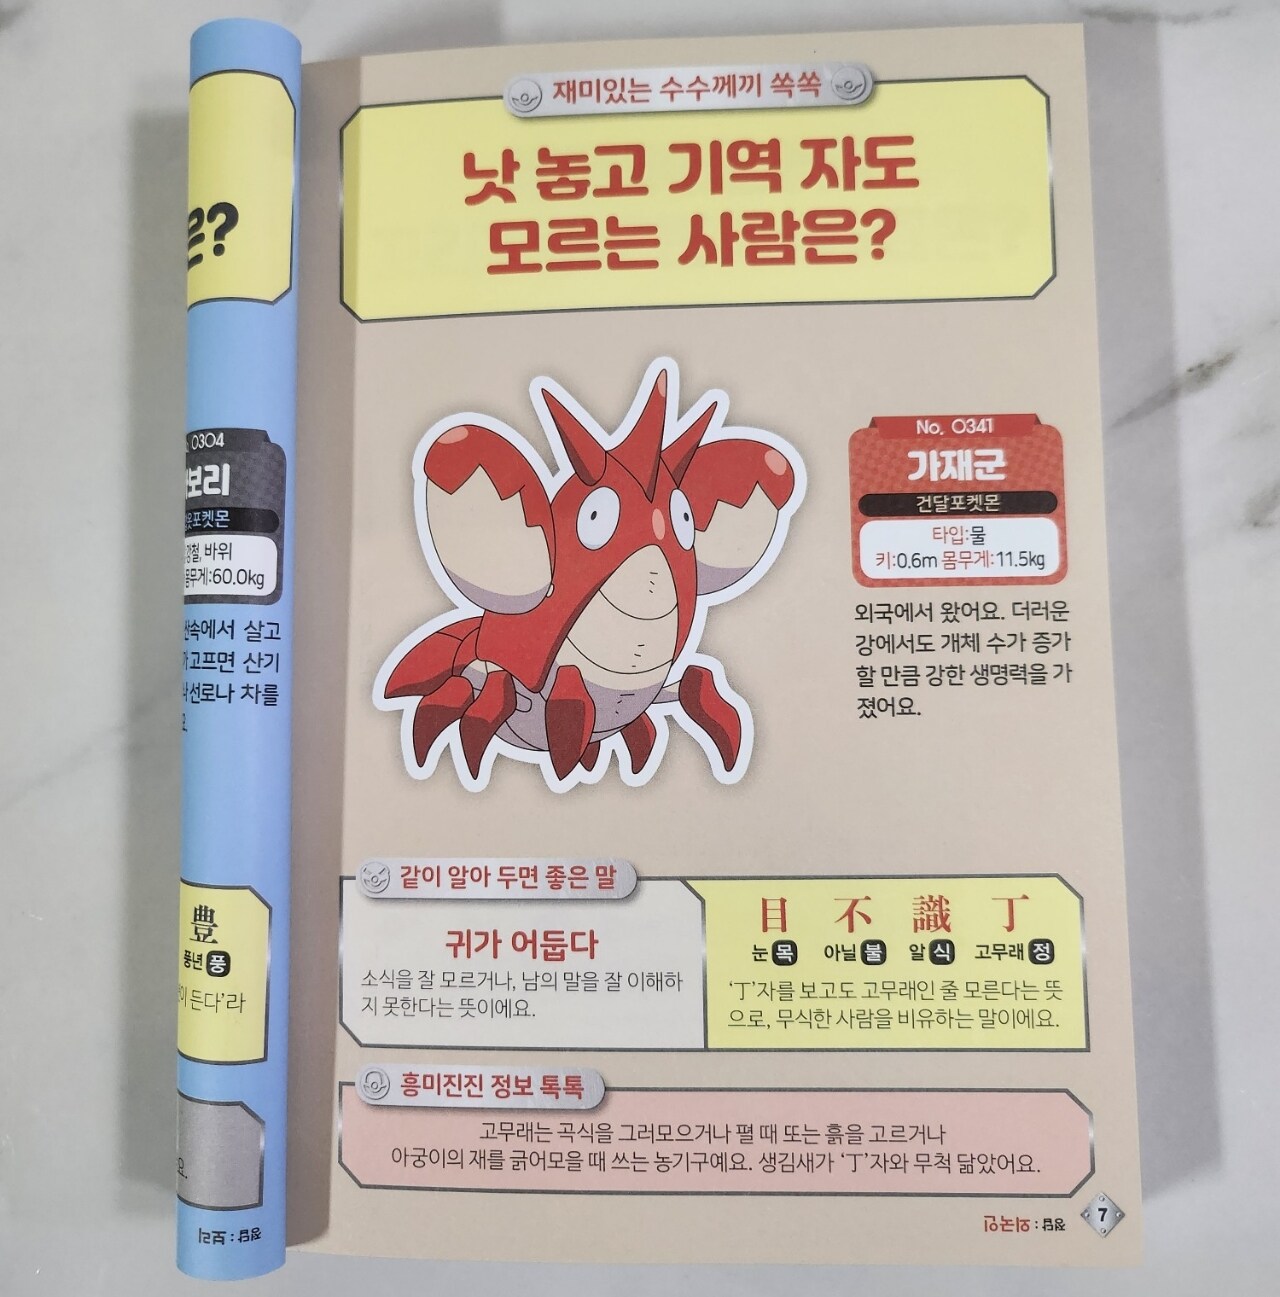 은?
0304
보리
포켓몬
강철, 바위
몸무게:60.0kg
산속에서 살고
고프면 산기
선로나 차를
요
豊
풍년 풍
이 든다'라
요.
정답 : 보리
재미있는 수수께끼 쏙쏙
낫 놓고 기역 자도
모르는 사람은?
No. 0341
가재군
건달포켓몬
타입:물
키:0.6m 몸무게:11.5kg
외국에서 왔어요. 더러운
강에서도 개체 수가 증가
할 만큼 강한 생명력을 가
졌어요.
같이 알아 두면 좋은 말
귀가 어둡다
소식을 잘 모르거나, 남의 말을 잘 이해하
지 못한다는 뜻이에요.
目 不 識 丁
눈 목 아닐 불 알 식 고무래 정
'丁'자를 보고도 고무래인 줄 모른다는 뜻
으로, 무식한 사람을 비유하는 말이에요.
흥미진진 정보 톡톡
고무래는 곡식을 그러모으거나 펼 때 또는 흙을 고르거나
아궁이의 재를 긁어모을 때 쓰는 농기구예요. 생김새가 '丁'자와 무척 닮았어요.
정답 : 외국인
7